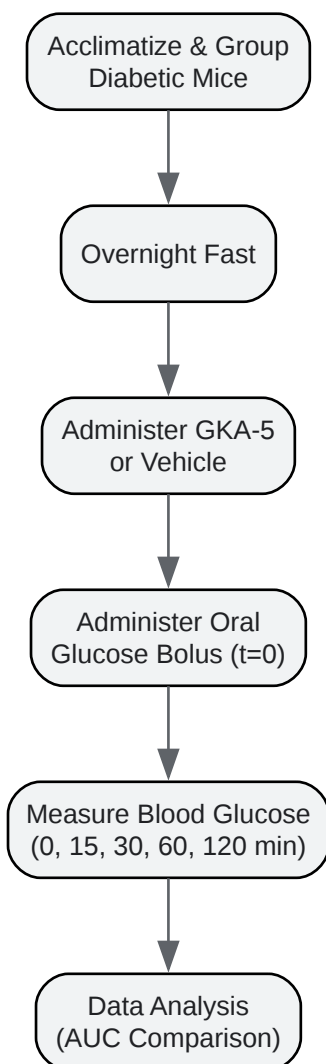 Acclimatize & Group
Diabetic Mice
Overnight Fast
Administer GKA-5
or Vehicle
Administer Oral
Glucose Bolus (t=0)
Measure Blood Glucose
(0, 15, 30, 60, 120 min)
Data Analysis
(AUC Comparison)